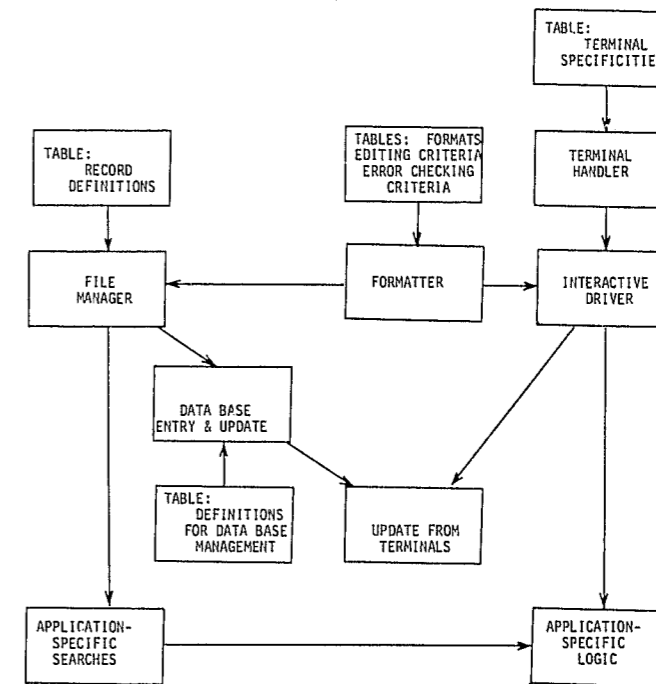 TABLE:
TERMINAL
SPECIFICITIE
TABLE:
RECORD
DEFINITIONS
TABLES: FORMATS
EDITING CRITERIA
ERROR CHECKING
CRITERIA
TERMINAL
HANDLER
FILE
MANAGER
FORMATTER
INTERACTIVE
DRIVER
DATA BASE
ENTRY & UPDATE
TABLE:
DEFINITIONS
FOR DATA BASE
MANAGEMENT
UPDATE FROM
TERMINALS
APPLICATION-
SPECIFIC
SEARCHES
APPLICATION-
SPECIFIC
LOGIC